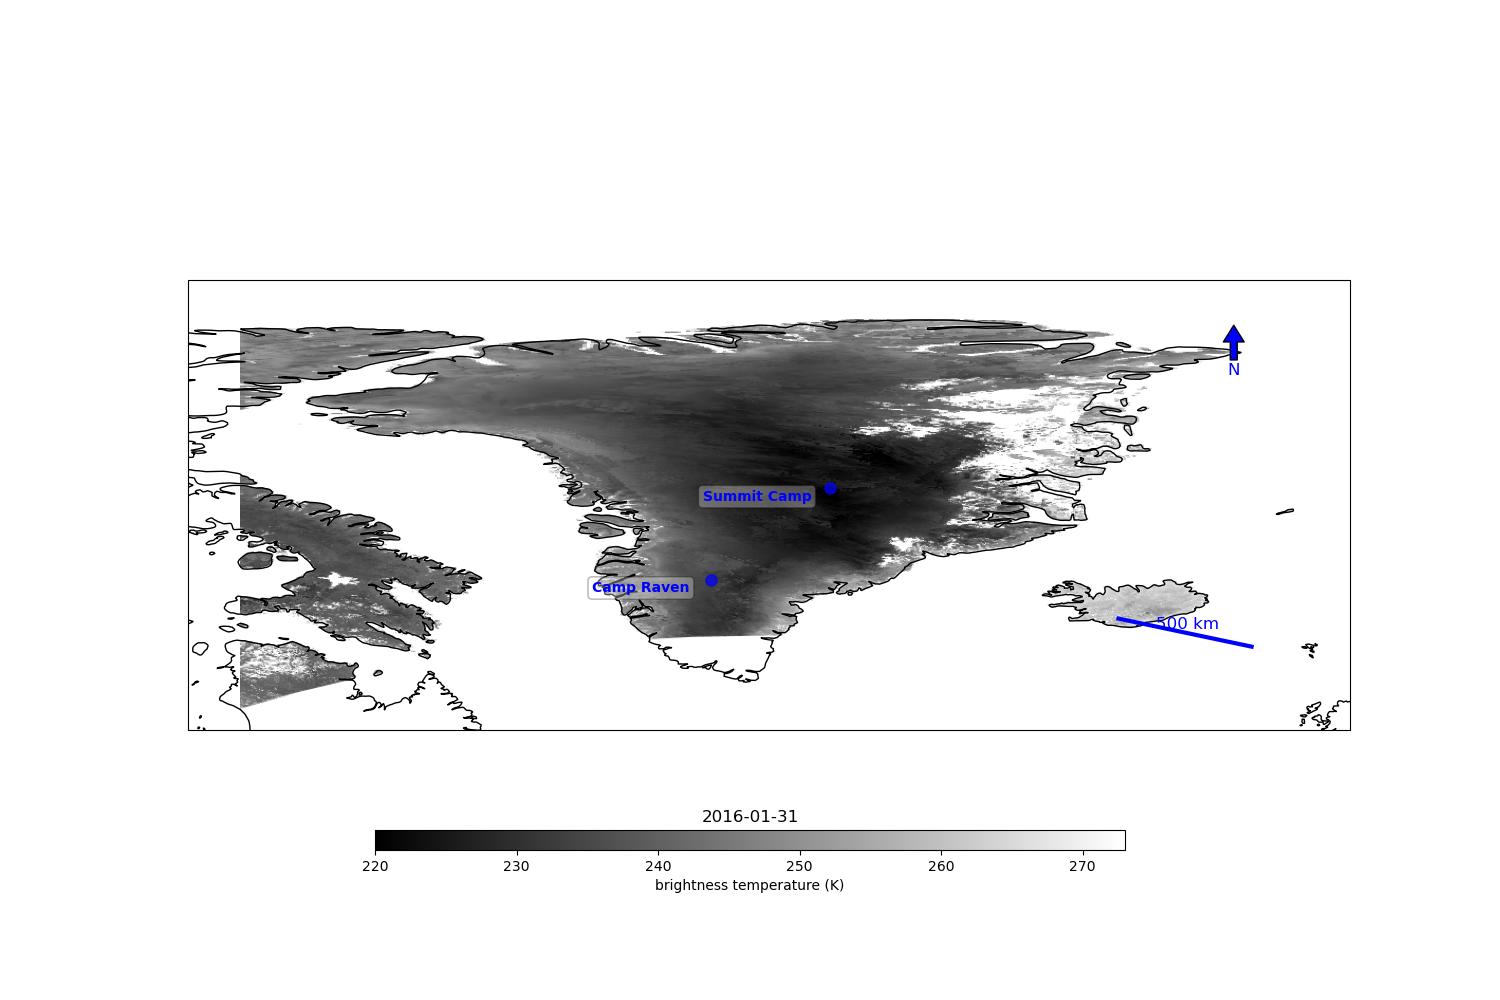 N
Summit Camp
Camp Raven
500 km
2016-01-31
220 230 240 250 260 270
brightness temperature (K)